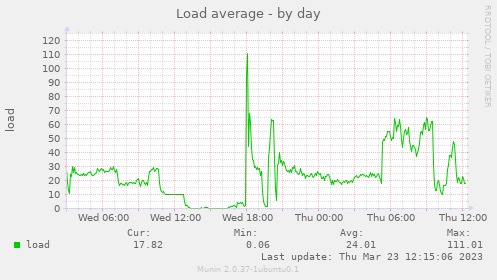 Load average - by day
RRDTOOL / TOBI OETIKER
load
120
110
100
90
80
70
60
50
40
30
20
10
0
Wed 06:00 Wed 12:00 Wed 18:00 Thu 00:00 Thu 06:00 Thu 12:00
Cur: Min: Avg: Max:
load 17.82 0.06 24.01 111.01
Last update: Thu Mar 23 12:15:06 2023
Munin 2.0.37-1ubuntu0.1